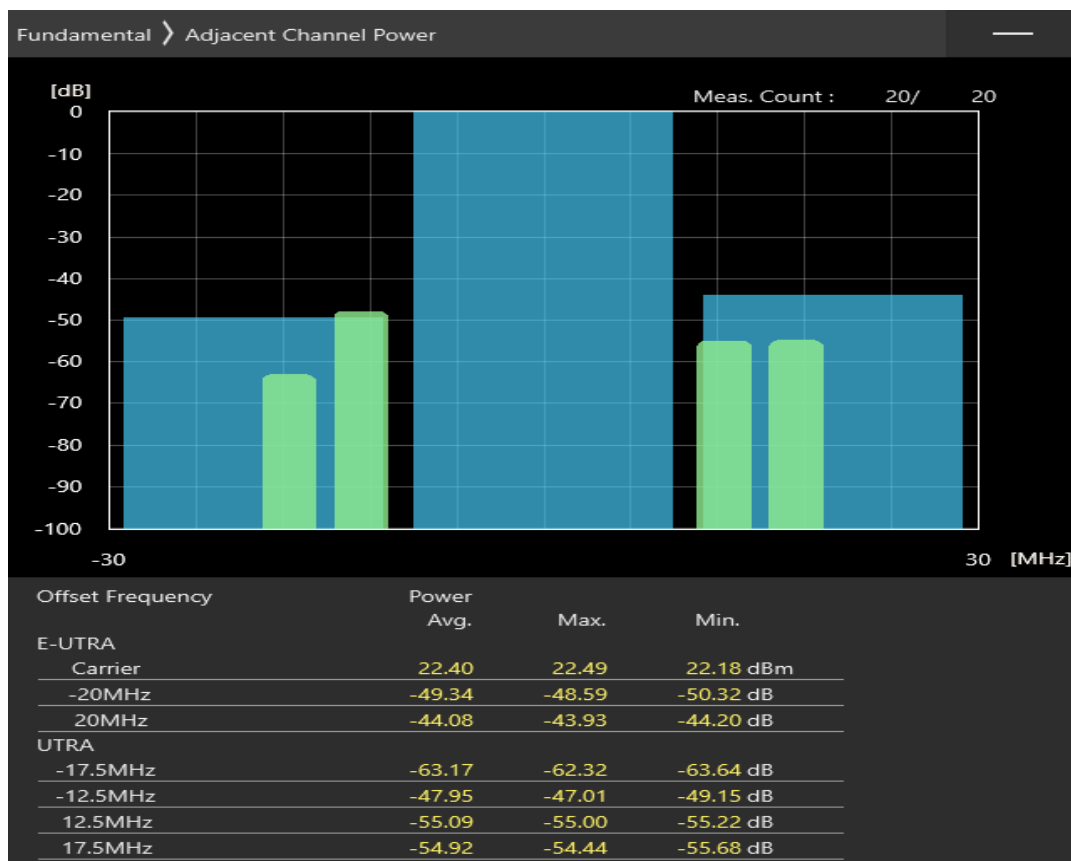 Fundamental ❯ Adjacent Channel Power
[dB]
Meas. Count : 20/ 20
0
-10
-20
-30
-40
-50
-60
-70
-80
-90
-100
-30 30 [MHz]
Offset Frequency Power
Avg. Max. Min.
E-UTRA
Carrier 22.40 22.49 22.18 dBm
-20MHz -49.34 -48.59 -50.32 dB
20MHz -44.08 -43.93 -44.20 dB
UTRA
-17.5MHz -63.17 -62.32 -63.64 dB
-12.5MHz -47.95 -47.01 -49.15 dB
12.5MHz -55.09 -55.00 -55.22 dB
17.5MHz -54.92 -54.44 -55.68 dB